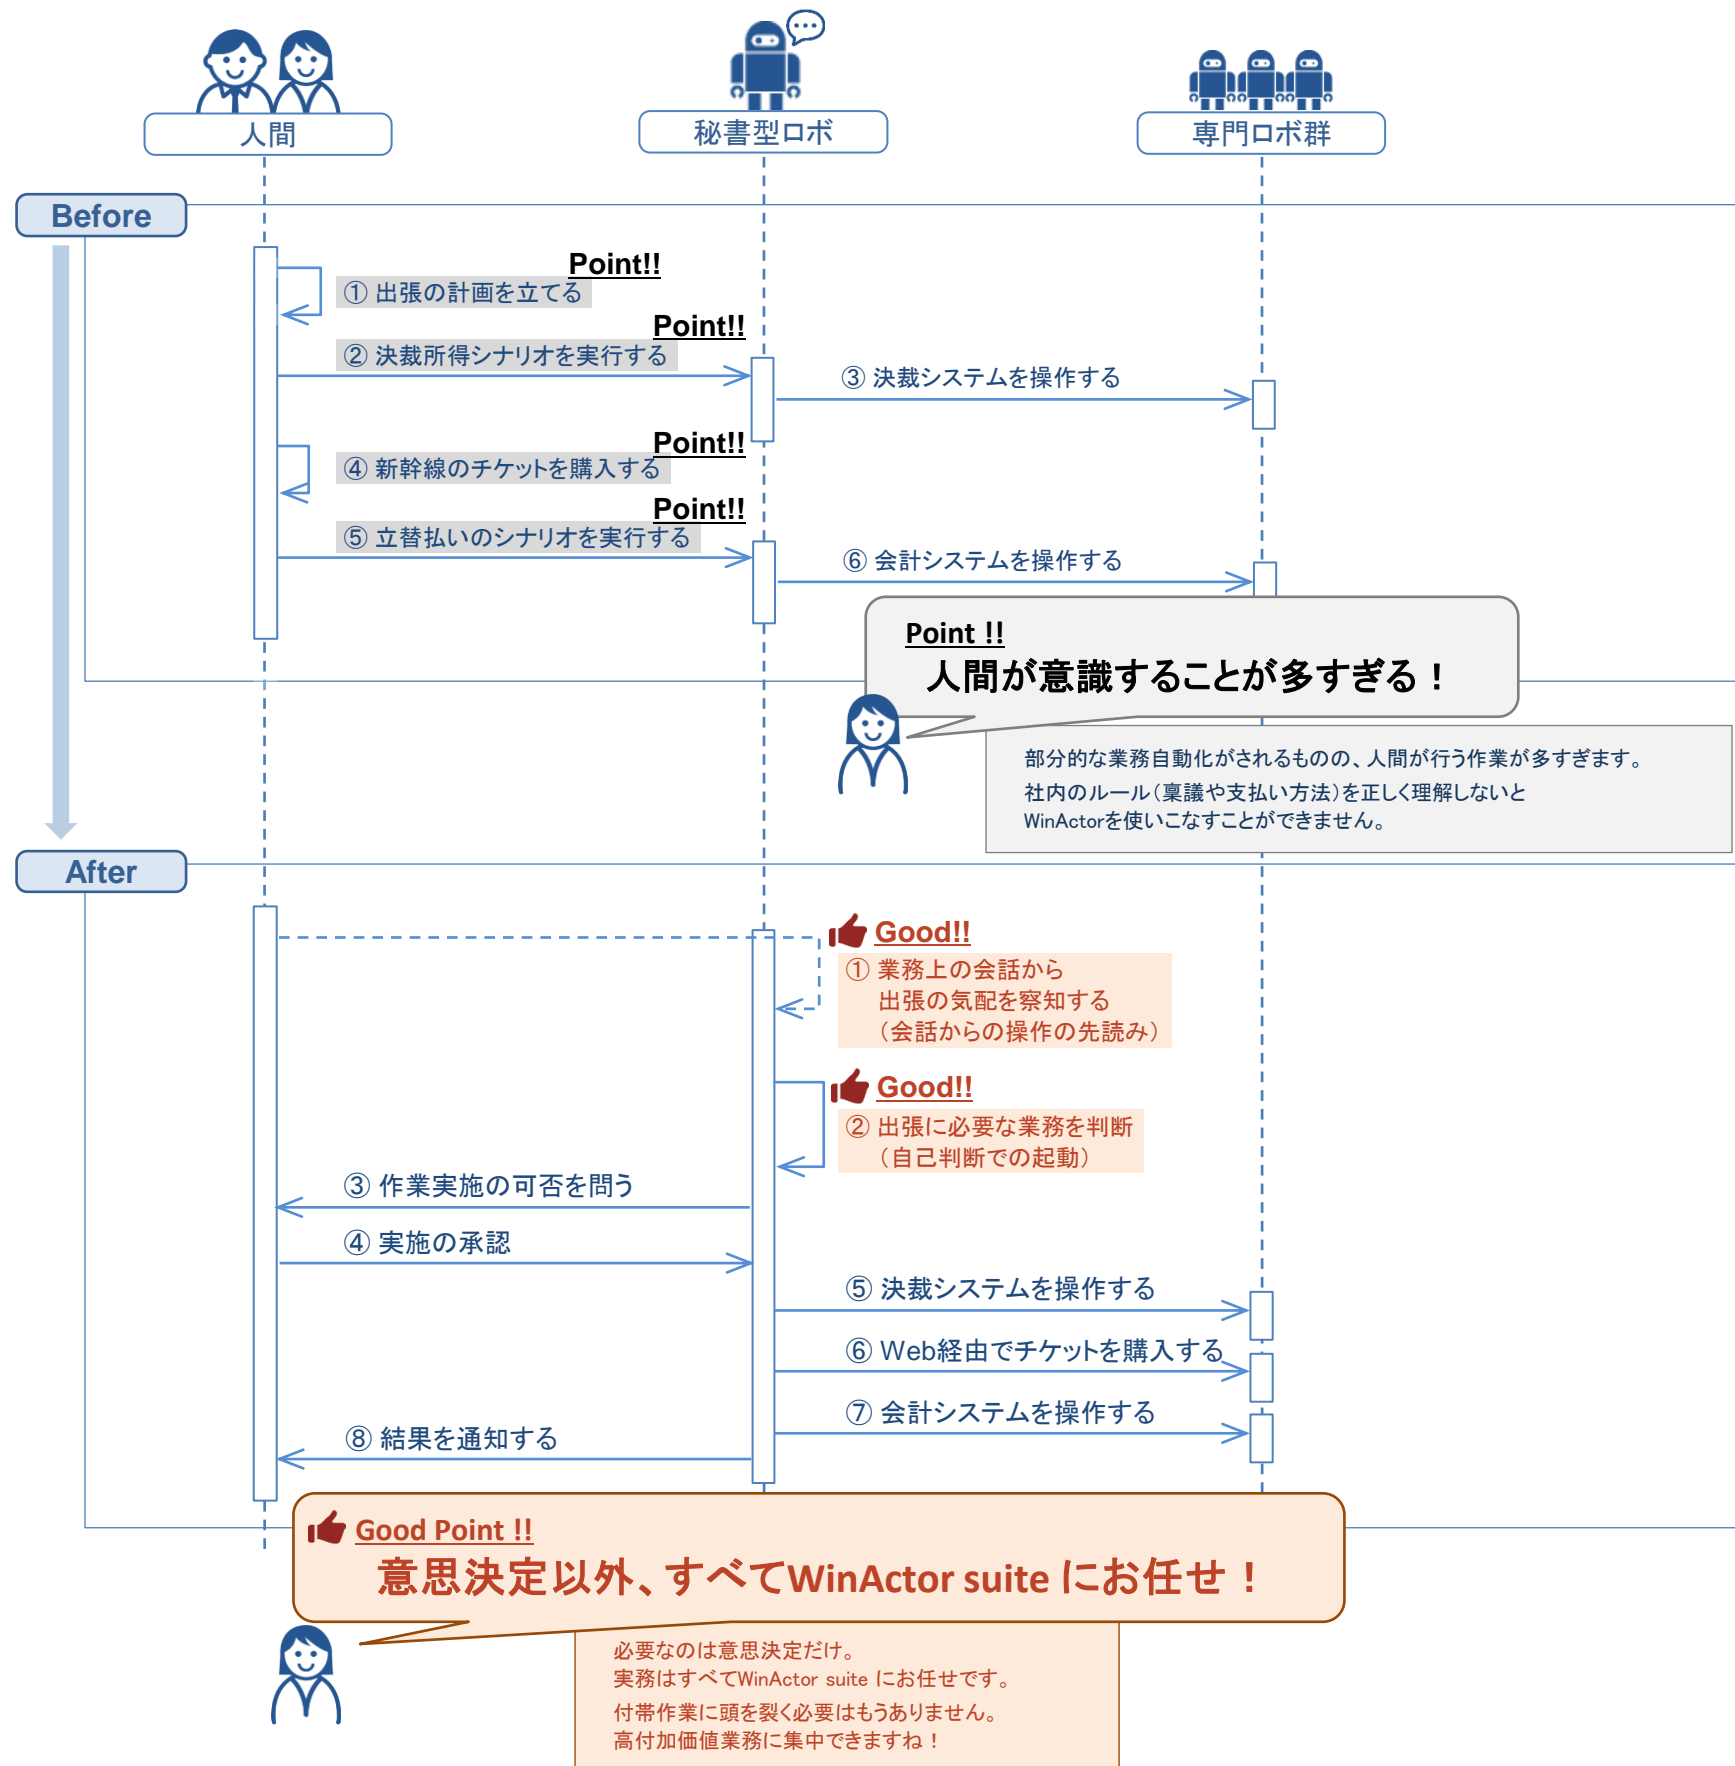 人間
秘書型ロボ
専門ロボ群
Before
Point!!
① 出張の計画を立てる
Point!!
② 決裁所得シナリオを実行する
③ 決裁システムを操作する
Point!!
④ 新幹線のチケットを購入する
Point!!
⑤ 立替払いのシナリオを実行する
⑥ 会計システムを操作する
Point !!
人間が意識することが多すぎる！
部分的な業務自動化がされるものの、人間が行う作業が多すぎます。
社内のルール（稟議や支払い方法）を正しく理解しないと
WinActorを使いこなすことができません。
After
Good!!
① 業務上の会話から
出張の気配を察知する
（会話からの操作の先読み）
Good!!
② 出張に必要な業務を判断
（自己判断での起動）
③ 作業実施の可否を問う
④ 実施の承認
⑤ 決裁システムを操作する
⑥ Web経由でチケットを購入する
⑦ 会計システムを操作する
⑧ 結果を通知する
Good Point !!
意思決定以外、すべてWinActor suite にお任せ！
必要なのは意思決定だけ。
実務はすべてWinActor suite にお任せです。
付帯作業に頭を裂く必要はもうありません。
高付加価値業務に集中できますね！